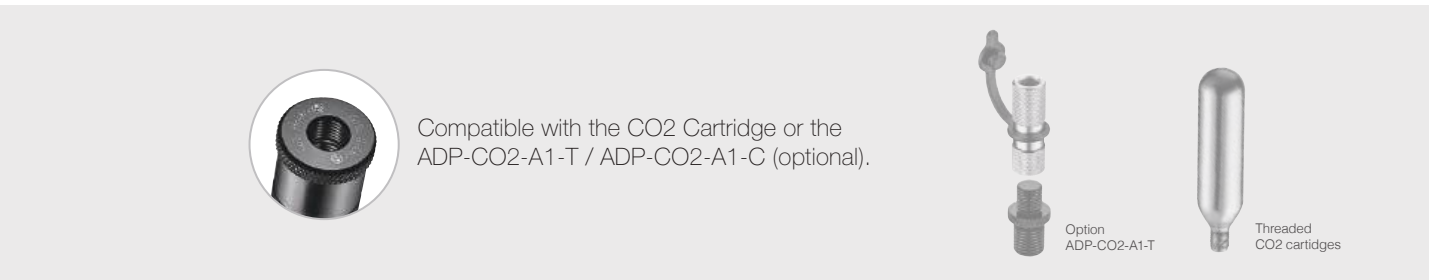 Compatible with the CO2 Cartridge or the
ADP-CO2-A1-T / ADP-CO2-A1-C (optional).
Option
ADP-CO2-A1-T
Threaded
CO2 cartidges